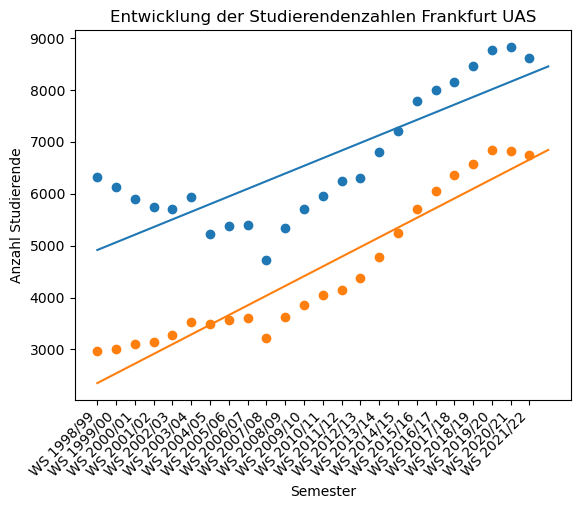 Entwicklung der Studierendenzahlen Frankfurt UAS
9000
8000
7000
6000
5000
4000
3000
Anzahl Studierende
WS 1998/99
WS 1999/00
WS 2000/01
WS 2001/02
WS 2002/03
WS 2003/04
WS 2004/05
WS 2005/06
WS 2006/07
WS 2007/08
WS 2008/09
WS 2009/10
WS 2010/11
WS 2011/12
WS 2012/13
WS 2013/14
WS 2014/15
WS 2015/16
WS 2016/17
WS 2017/18
WS 2018/19
WS 2019/20
WS 2020/21
WS 2021/22
Semester